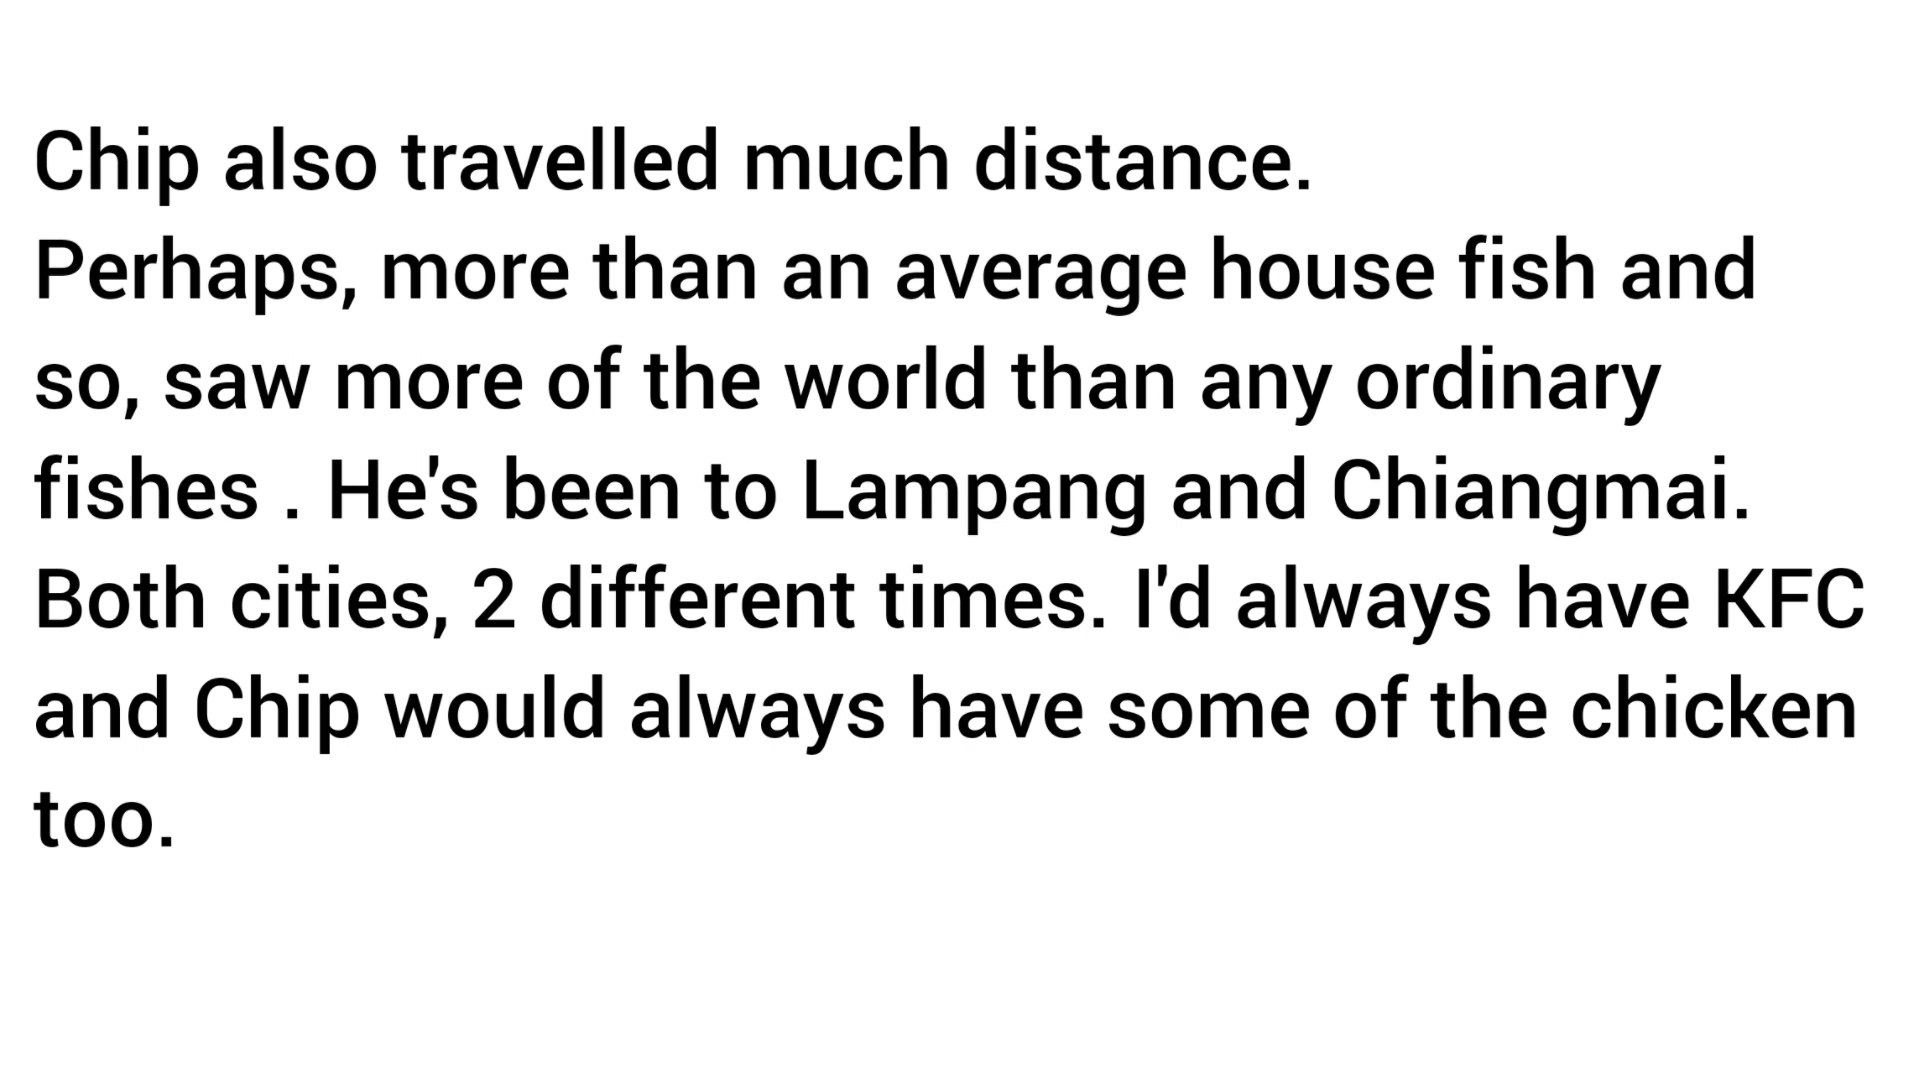 Chip also travelled much distance.
Perhaps, more than an average house fish and
so, saw more of the world than any ordinary
fishes . He's been to Lampang and Chiangmai.
Both cities, 2 different times. I'd always have KFC
and Chip would always have some of the chicken
too.